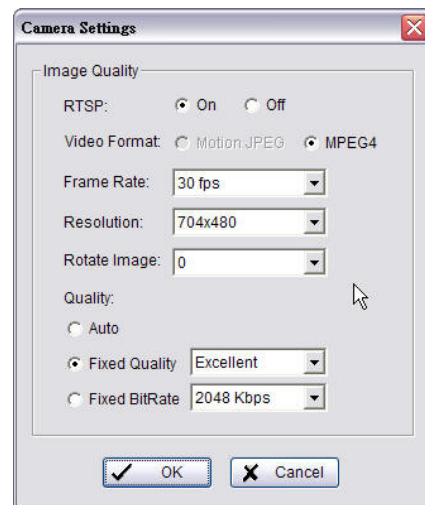 Camera Settings
Image Quality
RTSP: On Off
Video Format: Motion JPEG MPEG4
Frame Rate: 30 fps
Resolution: 704x480
Rotate Image: 0
Quality:
Auto
Fixed Quality Excellent
Fixed BitRate 2048 Kbps
OK Cancel